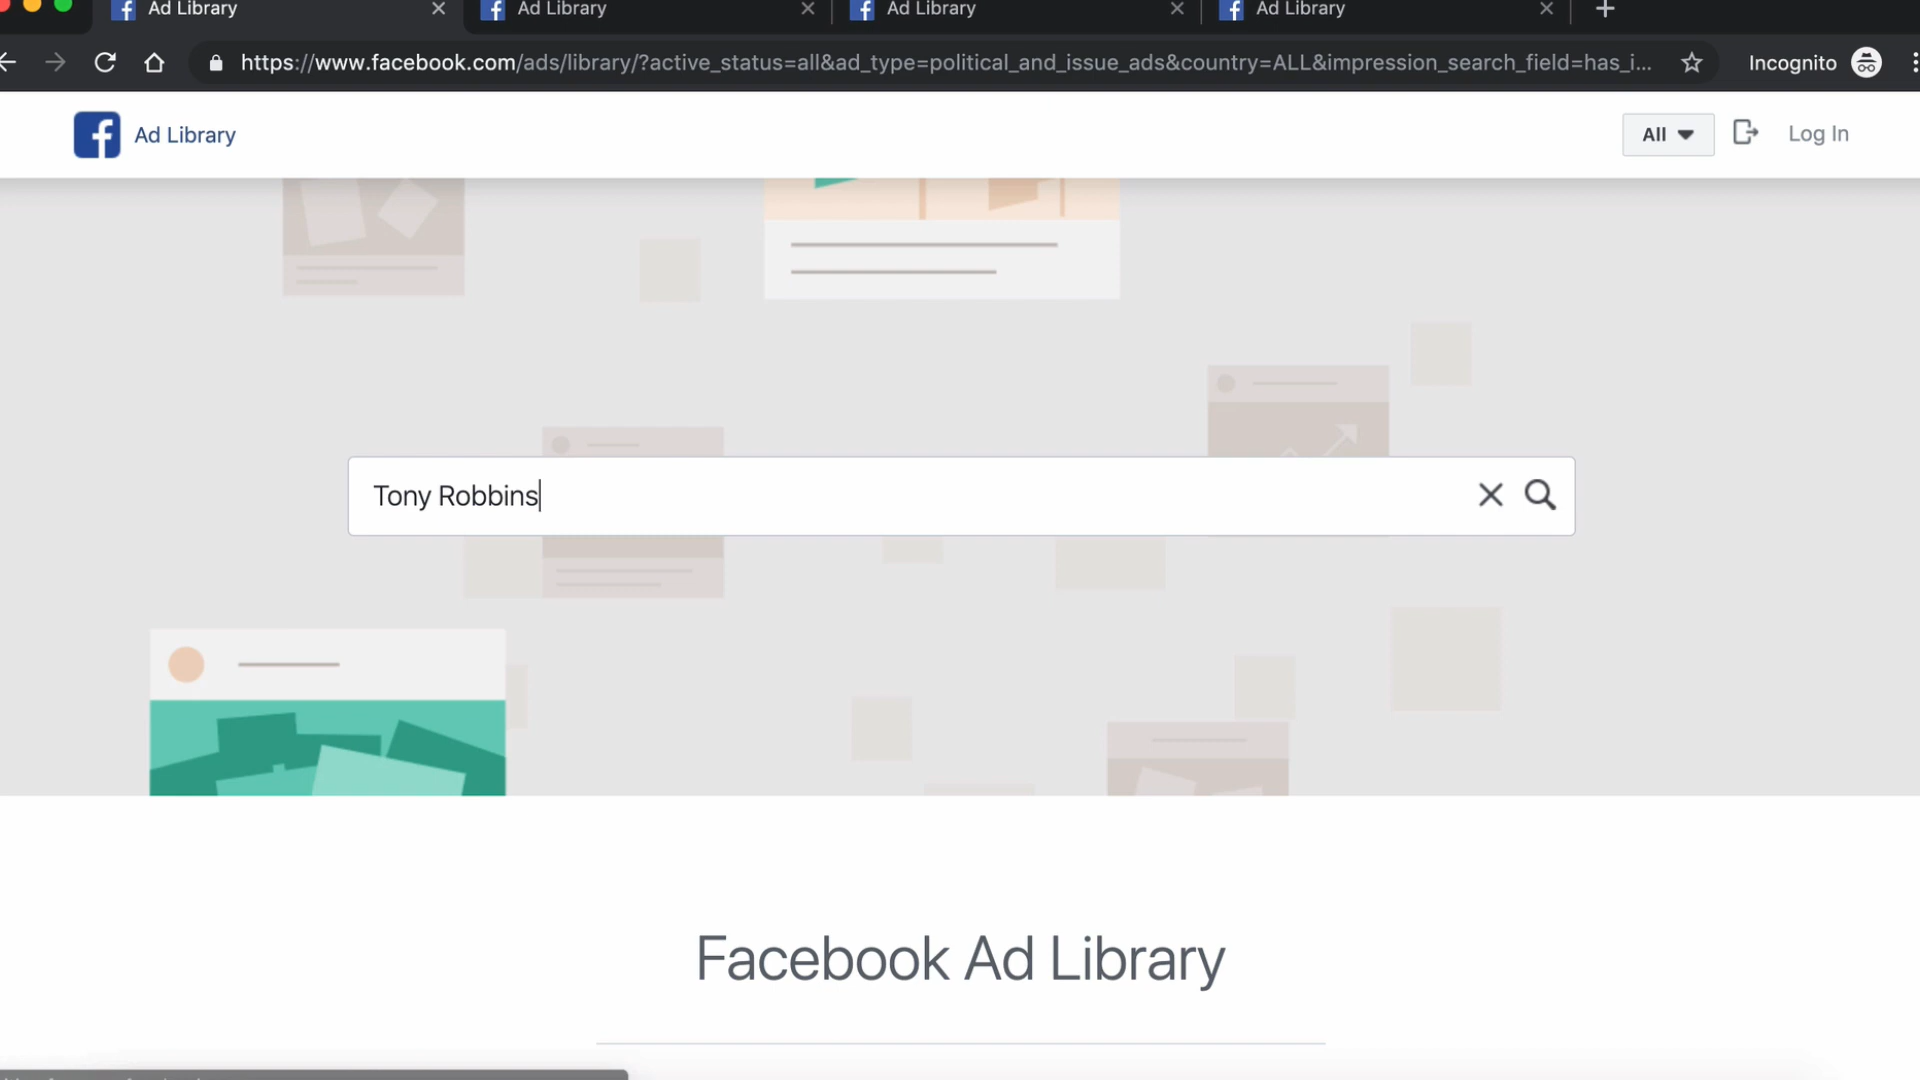 Ad Library
Ad Library
Ad Library
Ad Library
https://www.facebook.com/ads/library/?active_status=all&ad_type=political_and_issue_ads&country=ALL&impression_search_field=has_i...
Incognito
Ad Library
All
Log In
Tony Robbins
Facebook Ad Library